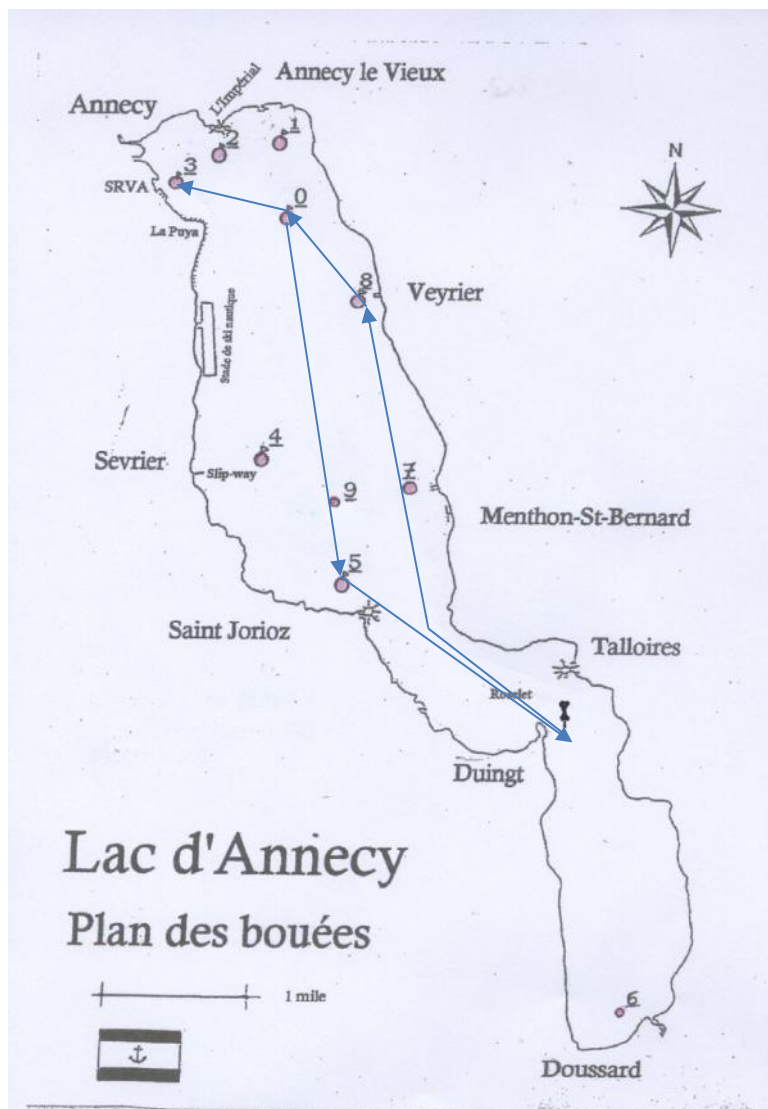 Annecy le Vieux
L'Impérial
Annecy
1
2
3
SRVA
0
N
La Puya
8
Veyrier
Stade de ski nautique
4
Sevrier
Slip-way
7
9
Menthon-St-Bernard
5
Saint Jorioz
Talloires
Roselet
Duingt
Lac d'Annecy
Plan des bouées
1 mile
6
Doussard